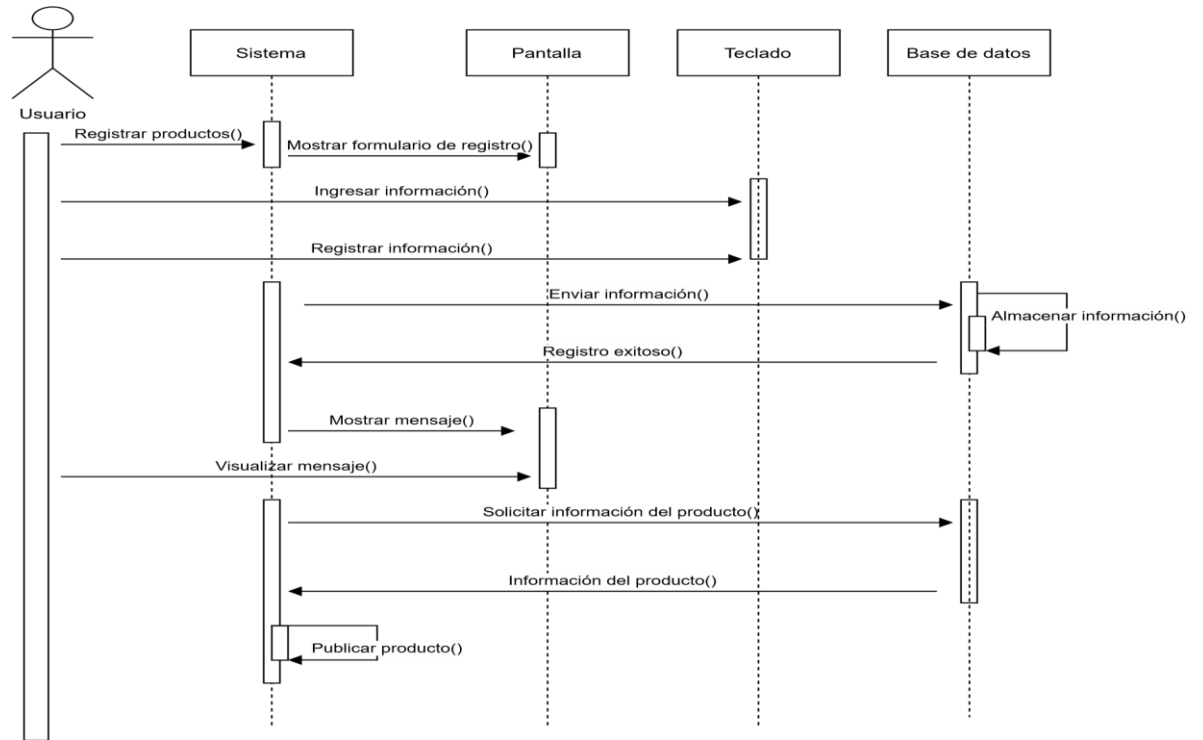 Sistema
Pantalla
Teclado
Base de datos
Usuario
Registrar productos()
Mostrar formulario de registro()
Ingresar información()
Registrar información()
Enviar información()
Almacenar información()
Registro exitoso()
Mostrar mensaje()
Visualizar mensaje()
Solicitar información del producto()
Información del producto()
Publicar producto()